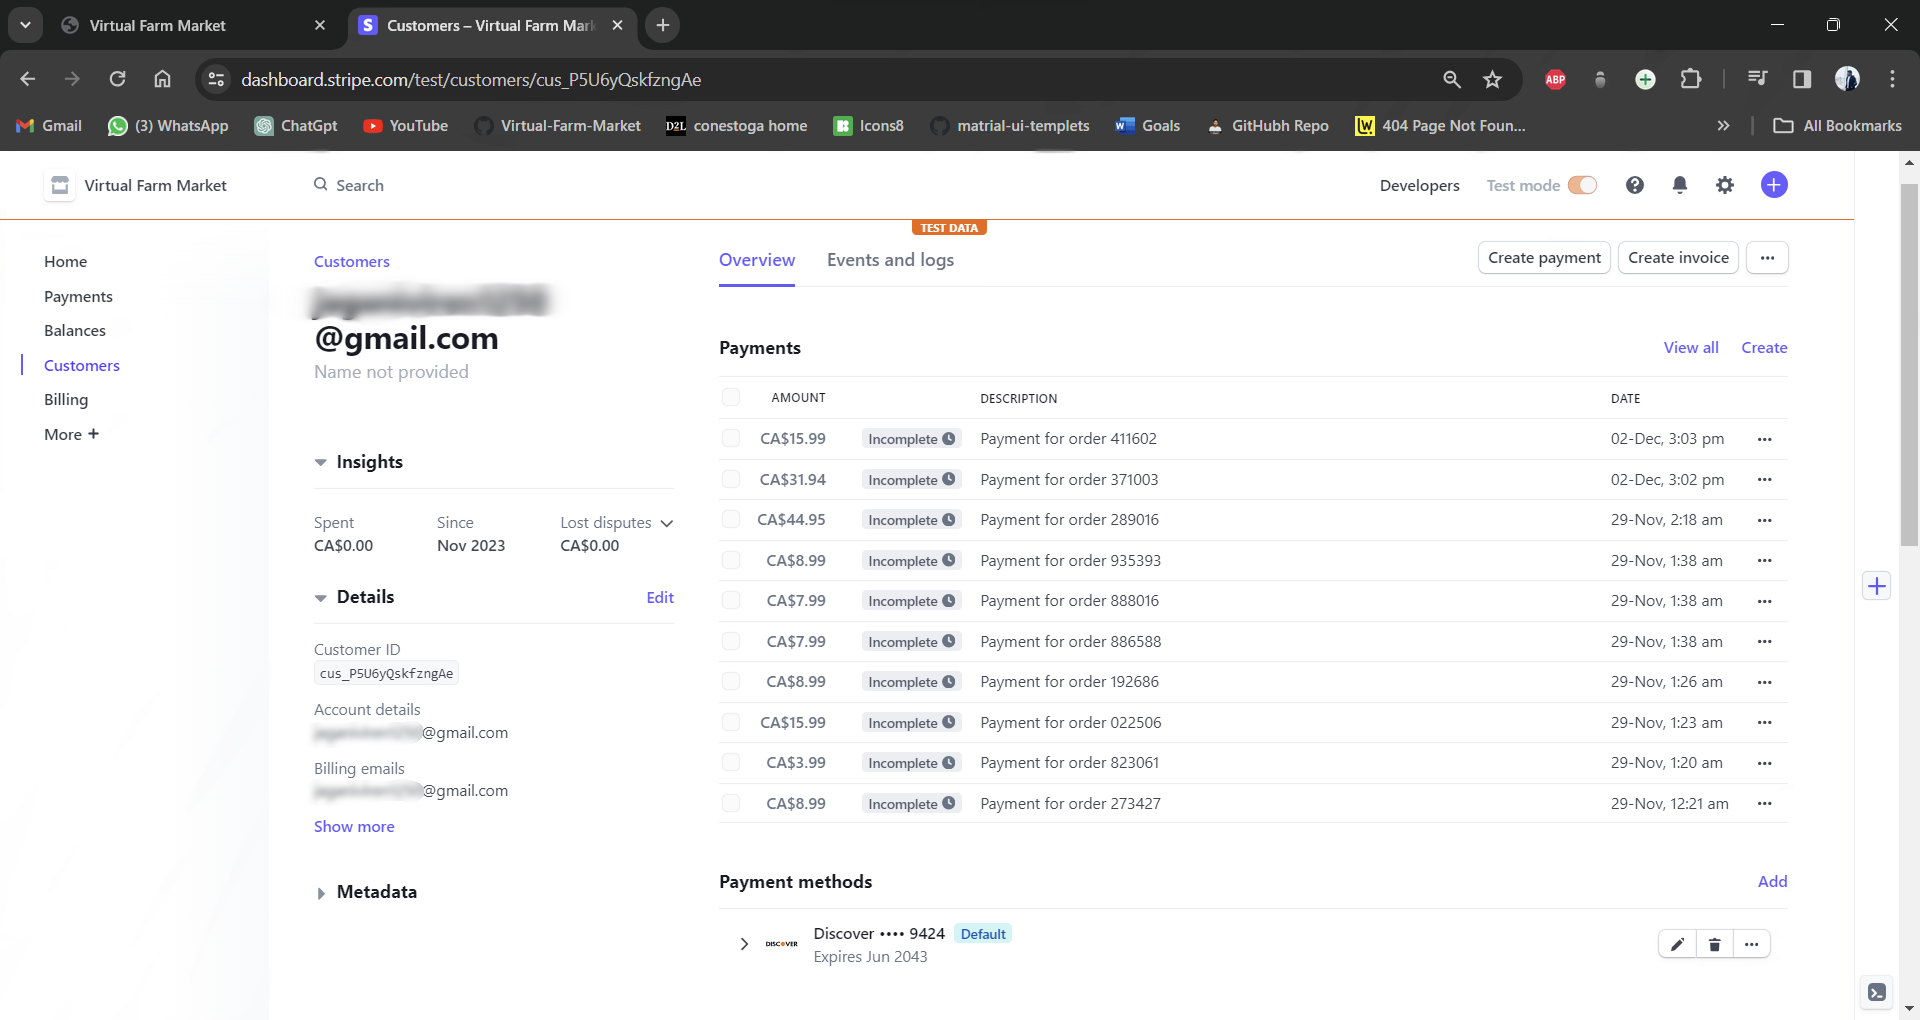 Virtual Farm Market
Customers – Virtual Farm Mark
dashboard.stripe.com/test/customers/cus_P5U6yQskfzngAe
ABP
Gmail
(3) WhatsApp
ChatGpt
YouTube
Virtual-Farm-Market
D2L conestoga home
Icons8
matrial-ui-templets
Goals
GitHubh Repo
404 Page Not Foun...
All Bookmarks
Virtual Farm Market
Search
Developers
Test mode
TEST DATA
Home
Payments
Balances
Customers
Billing
More +
Customers
@gmail.com
Name not provided
Insights
Spent
Since
Lost disputes
CA$0.00
Nov 2023
CA$0.00
Details
Edit
Customer ID
cus_P5U6yQskfzngAe
Account details
@gmail.com
Billing emails
@gmail.com
Show more
Metadata
Overview
Events and logs
Create payment
Create invoice
Payments
View all
Create
AMOUNT DESCRIPTION DATE
CA$15.99 Incomplete Payment for order 411602 02-Dec, 3:03 pm
CA$31.94 Incomplete Payment for order 371003 02-Dec, 3:02 pm
CA$44.95 Incomplete Payment for order 289016 29-Nov, 2:18 am
CA$8.99 Incomplete Payment for order 935393 29-Nov, 1:38 am
CA$7.99 Incomplete Payment for order 888016 29-Nov, 1:38 am
CA$7.99 Incomplete Payment for order 886588 29-Nov, 1:38 am
CA$8.99 Incomplete Payment for order 192686 29-Nov, 1:26 am
CA$15.99 Incomplete Payment for order 022506 29-Nov, 1:23 am
CA$3.99 Incomplete Payment for order 823061 29-Nov, 1:20 am
CA$8.99 Incomplete Payment for order 273427 29-Nov, 12:21 am
Payment methods
Add
DISCOVER
Discover •••• 9424 Default
Expires Jun 2043